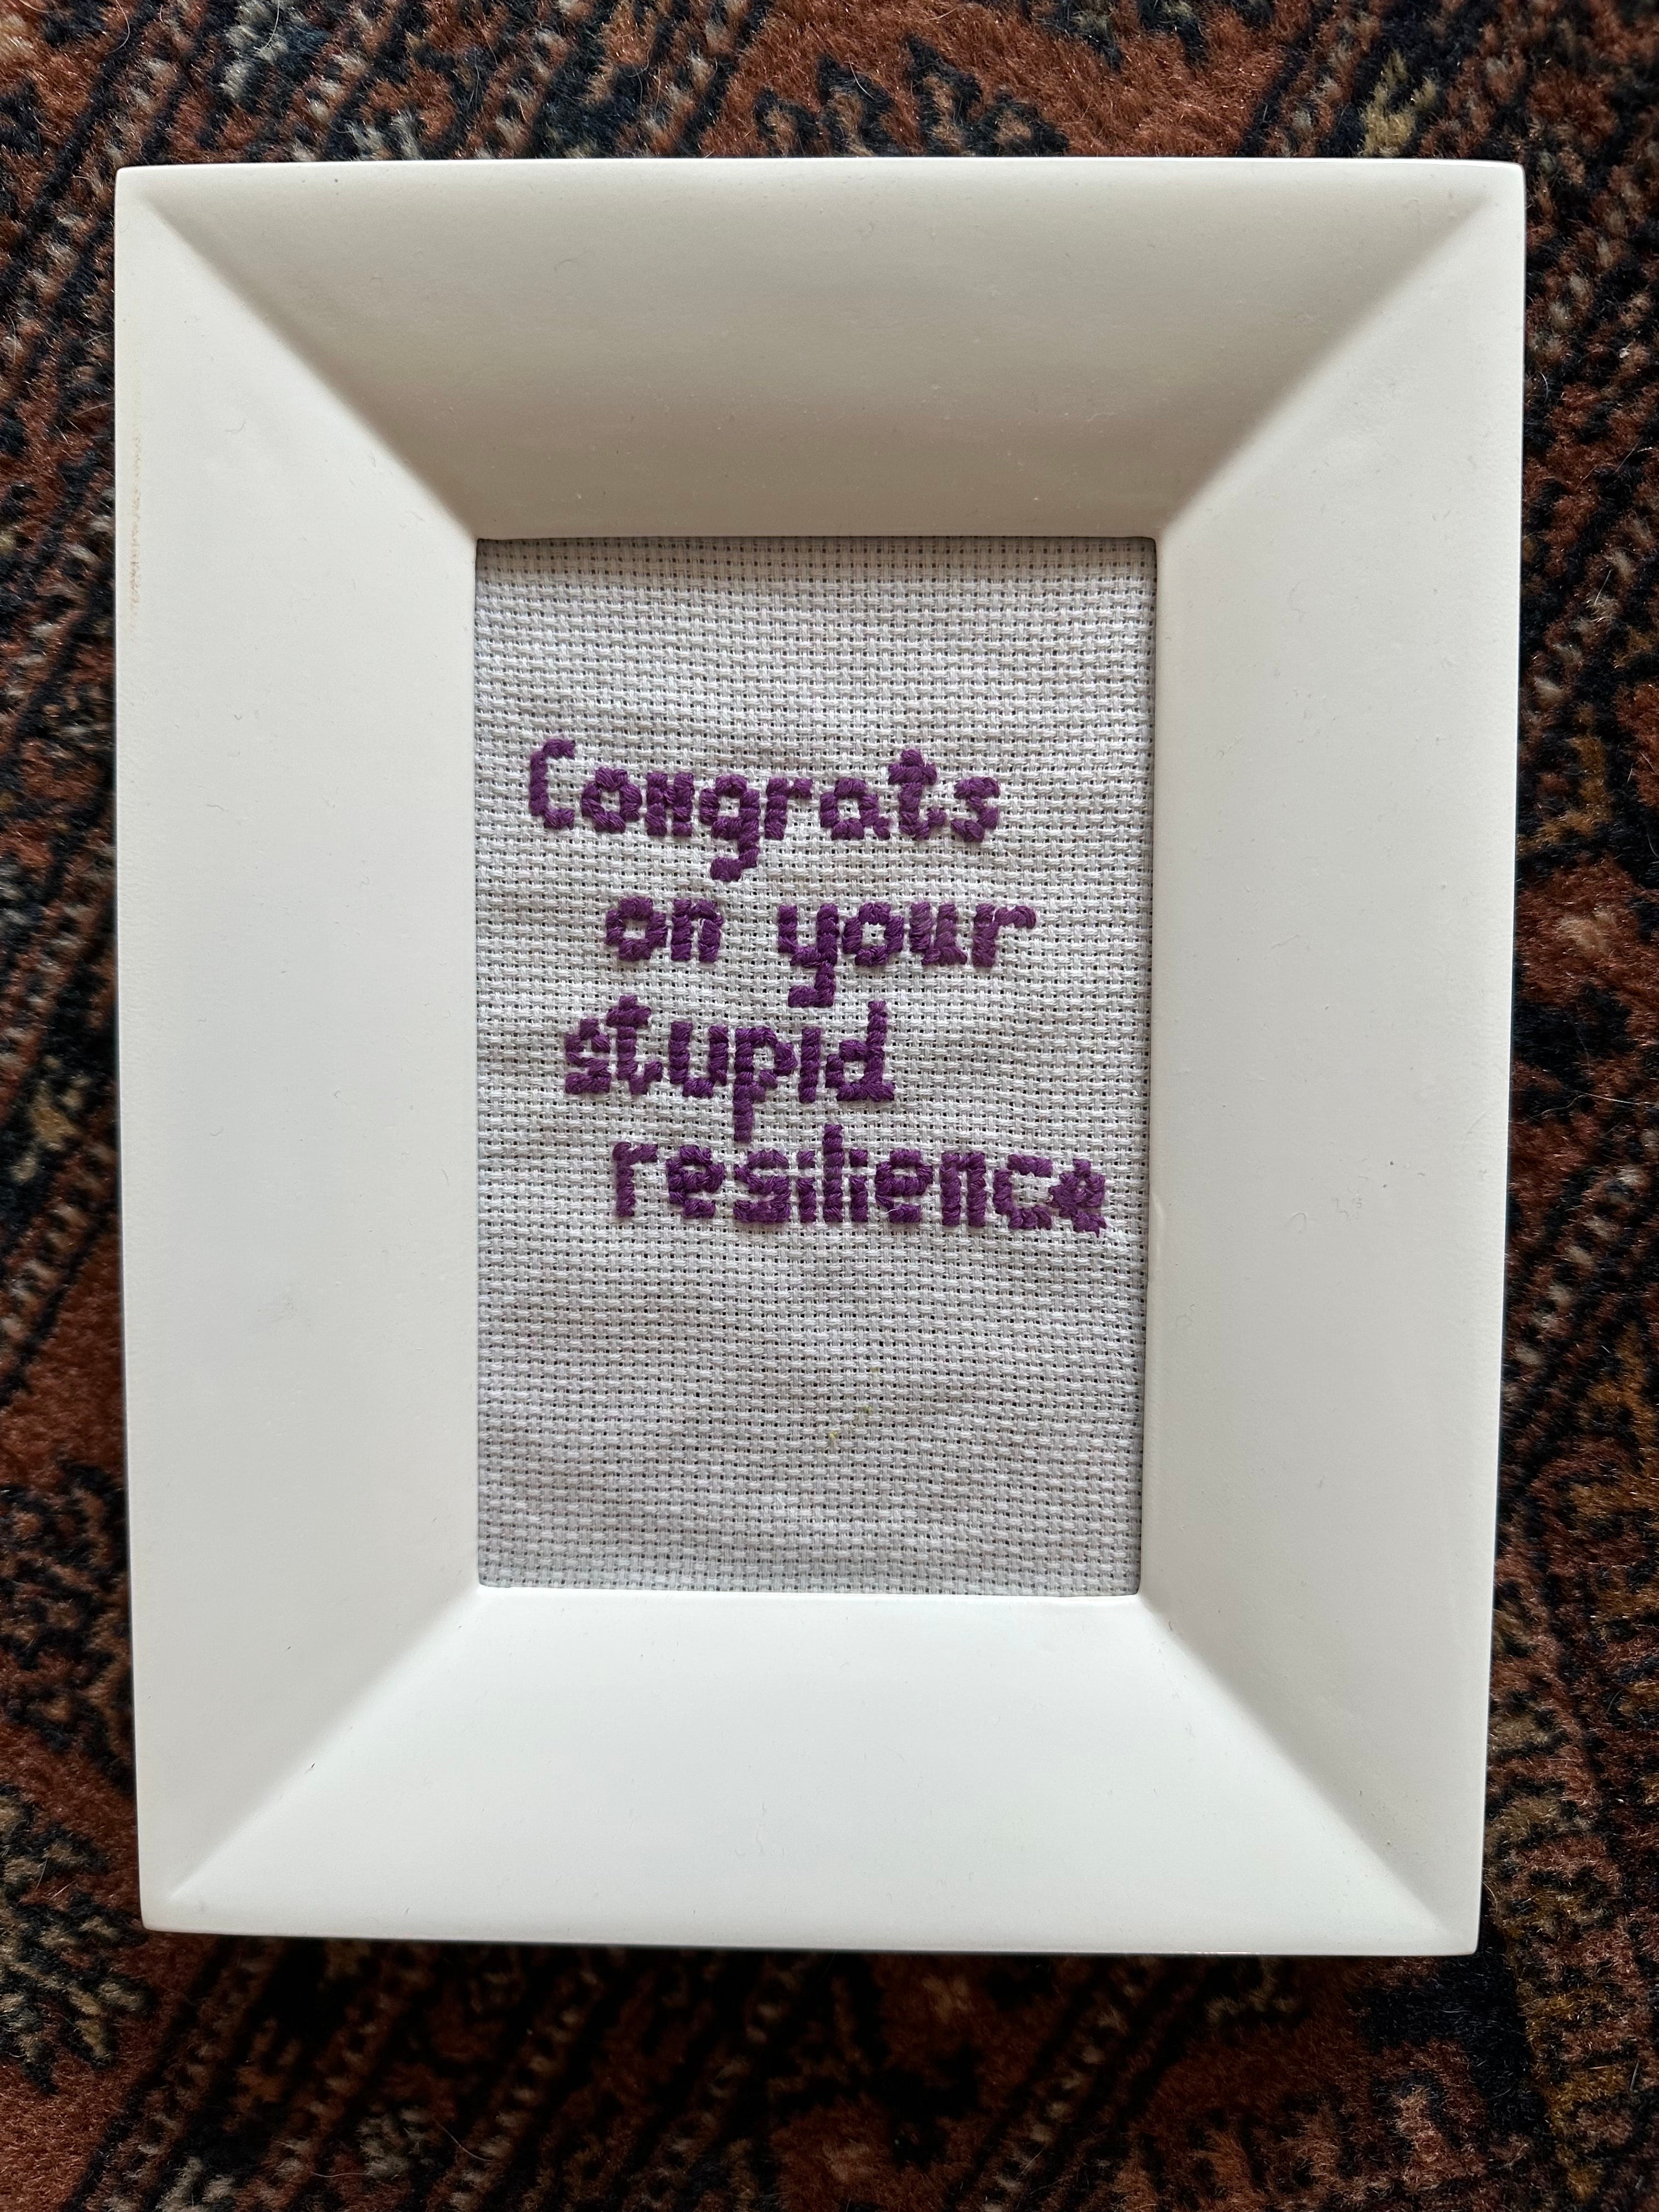 Congrats
on your
stupid
resilience